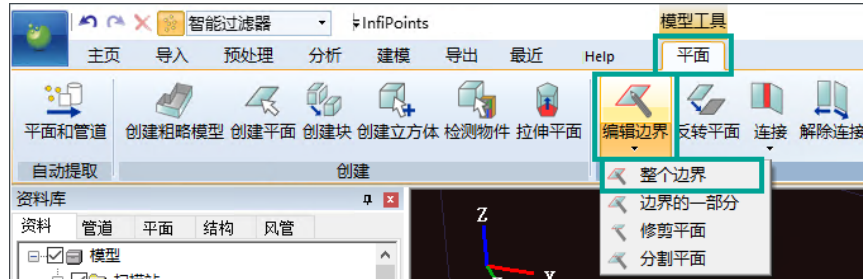 智能过滤器 InfiPoints 模型工具
主页 导入 预处理 分析 建模 导出 最近 Help 平面
平面和管道 创建粗略模型 创建平面 创建块 创建立方体 检测物件 拉伸平面 编辑边界 反转平面 连接 解除连接
自动提取 创建
整个边界
边界的一部分
修剪平面
分割平面
资料库
资料 管道 平面 结构 风管
模型
扫描站
Z
X